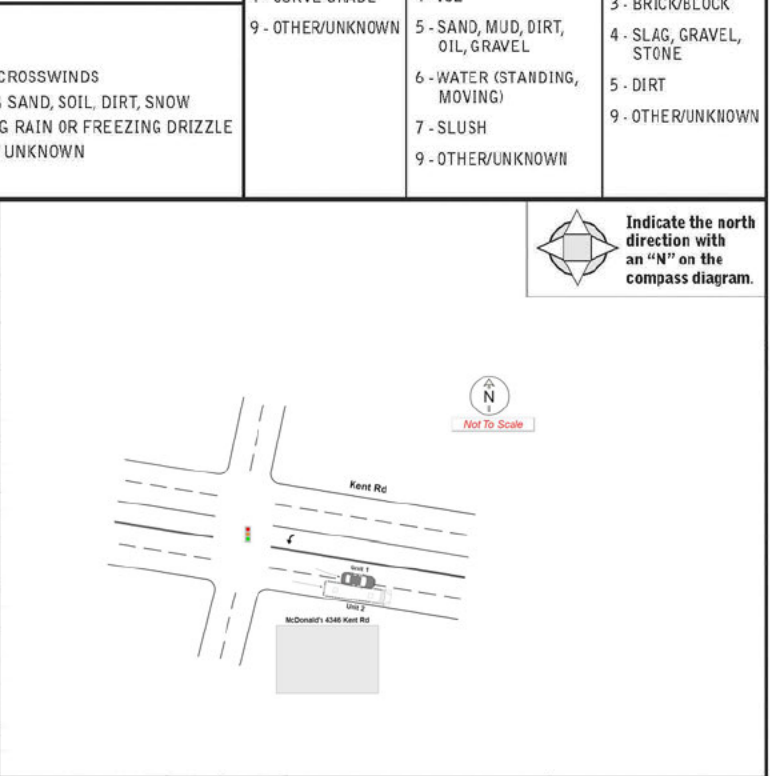 CROSSWINDS
SAND, SOIL, DIRT, SNOW
RAIN OR FREEZING DRIZZLE
UNKNOWN
9 - OTHER/UNKNOWN
5 - SAND, MUD, DIRT,
OIL, GRAVEL
6 - WATER (STANDING,
MOVING)
7 - SLUSH
9 - OTHER/UNKNOWN
3 - BRICK/BLOCK
4 - SLAG, GRAVEL,
STONE
5 - DIRT
9 - OTHER/UNKNOWN
Indicate the north
direction with
an “N” on the
compass diagram.
N
Not To Scale
Kent Rd
Unit 1
Unit 2
McDonald's 4346 Kent Rd